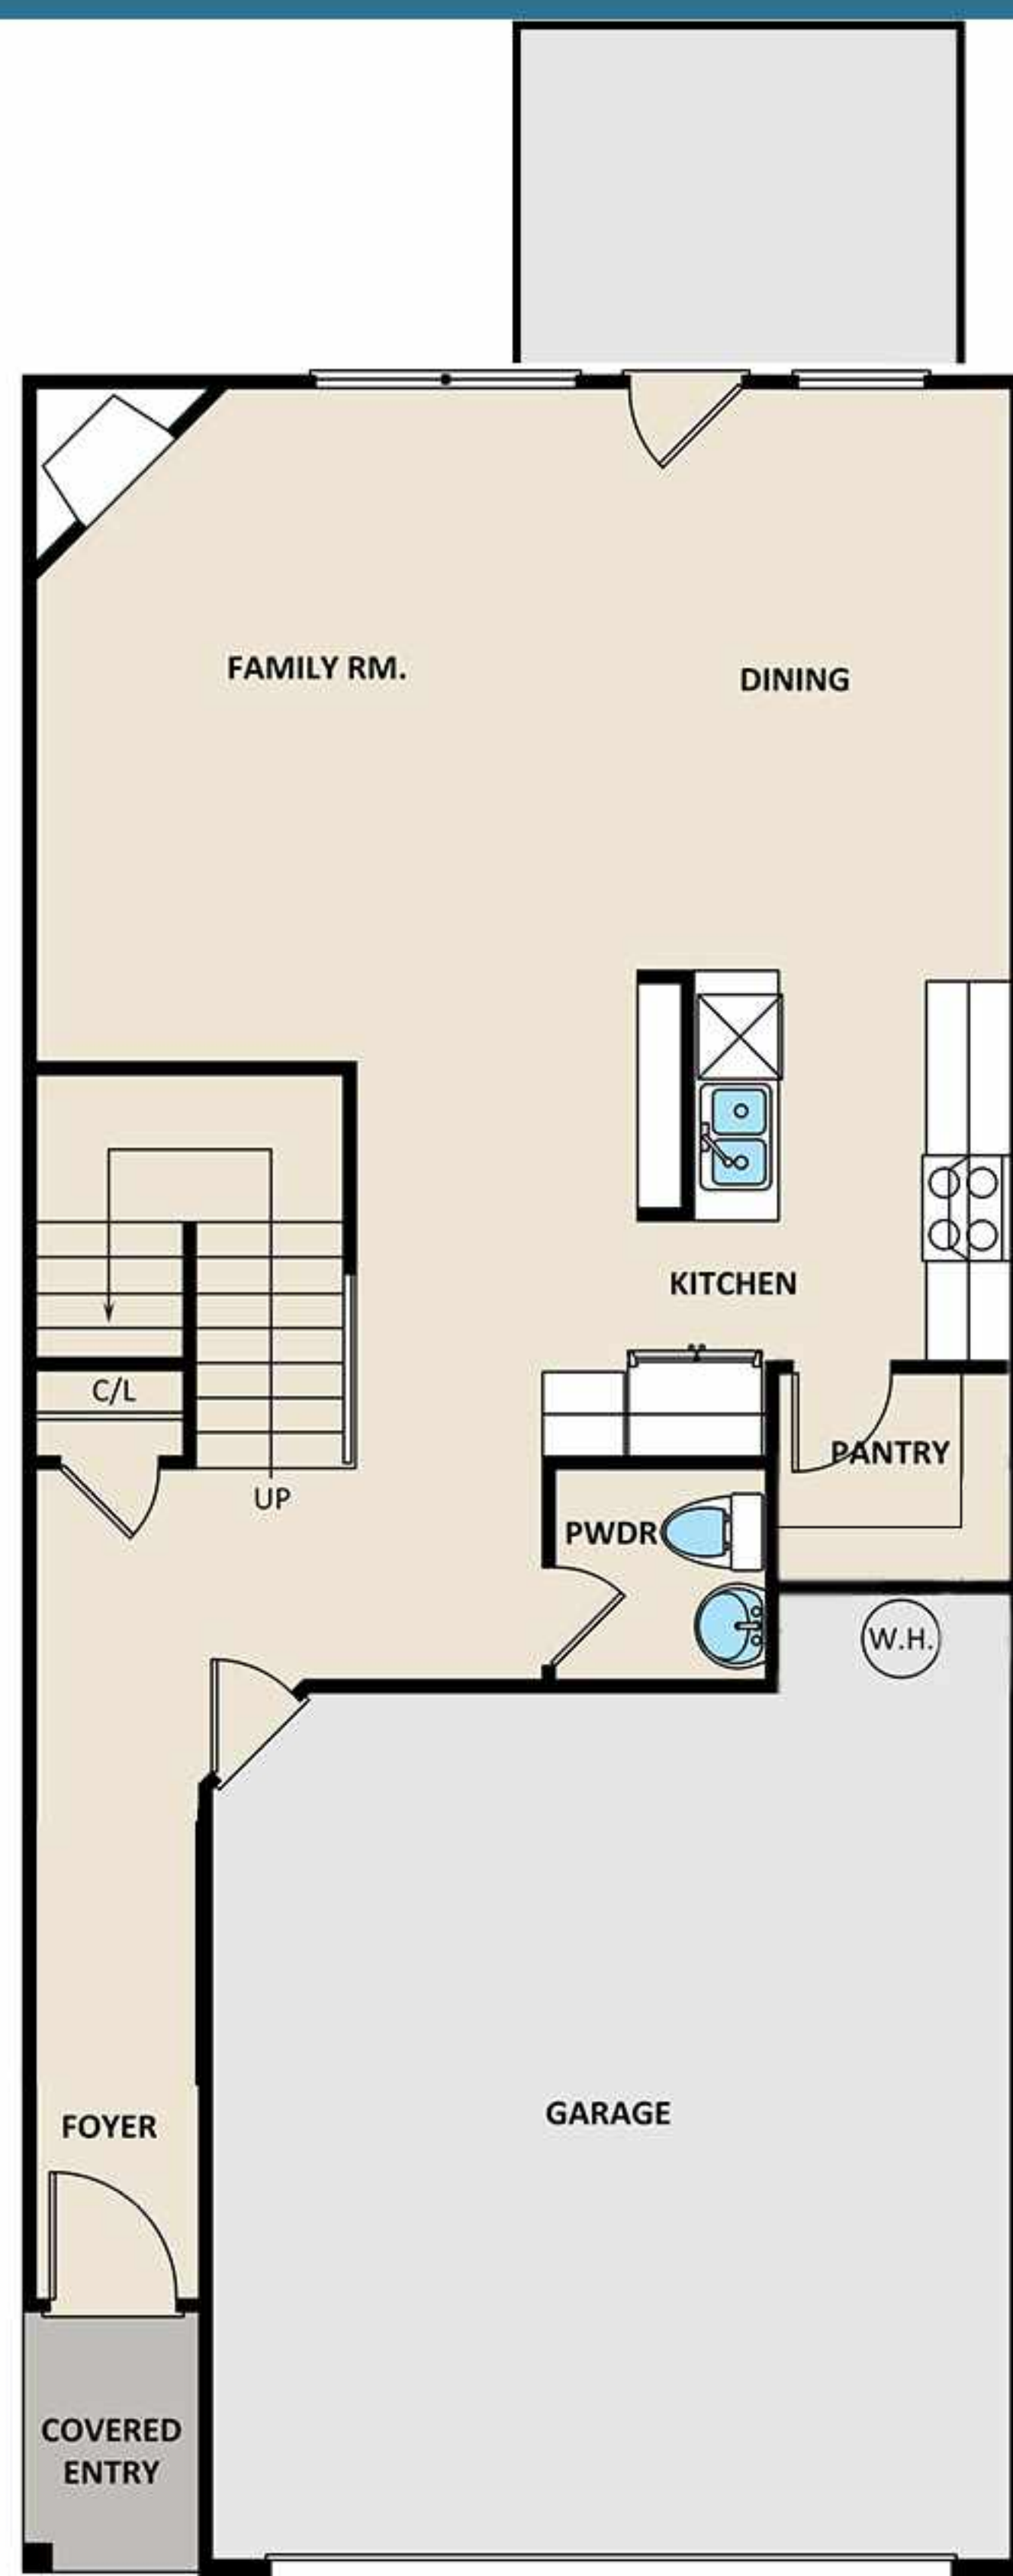 FAMILY RM.
DINING
KITCHEN
C/L
PANTRY
UP
PWDR
W.H.
GARAGE
FOYER
COVERED
ENTRY